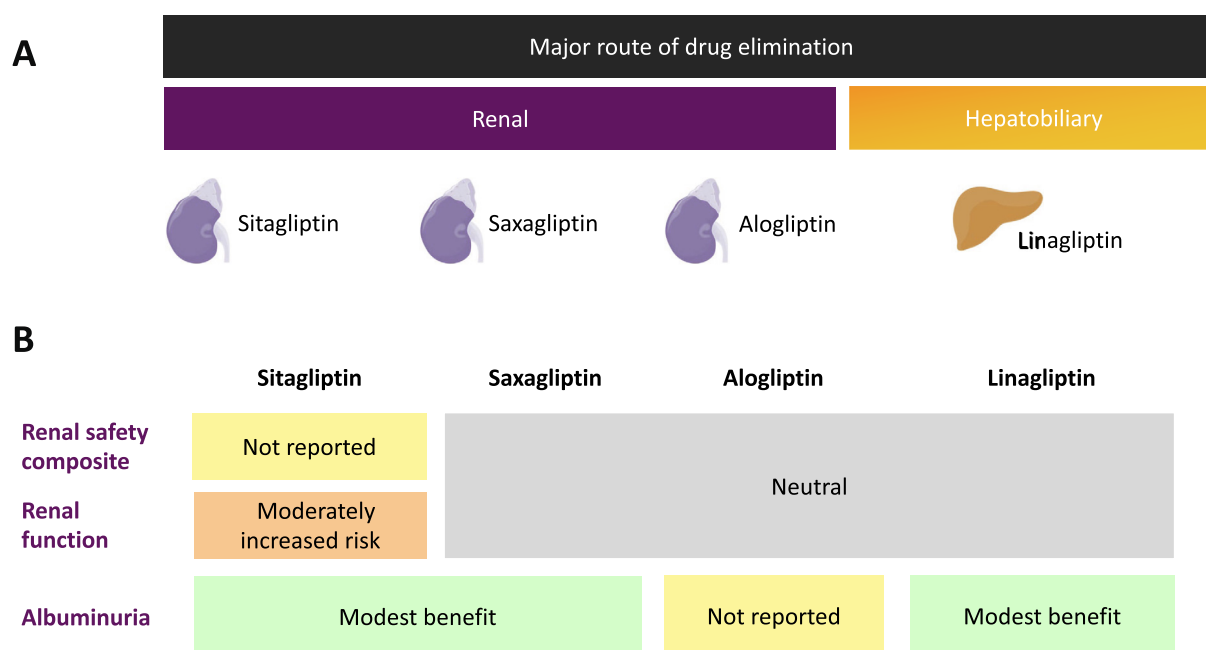 A
Major route of drug elimination
Renal
Hepatobiliary
Sitagliptin
Saxagliptin
Alogliptin
Linagliptin
B
Sitagliptin
Saxagliptin
Alogliptin
Linagliptin
Renal safety
composite
Not reported
Neutral
Renal
function
Moderately
increased risk
Albuminuria
Modest benefit
Not reported
Modest benefit